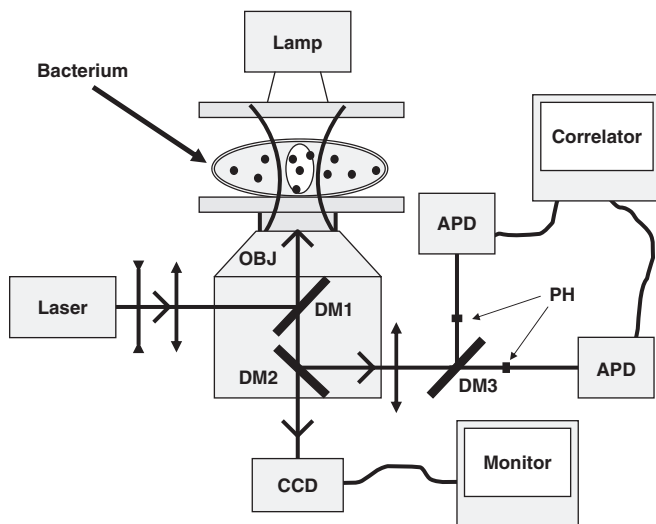 Lamp
Bacterium
Correlator
APD
OBJ
Laser
DM1
PH
DM2
DM3
APD
CCD
Monitor